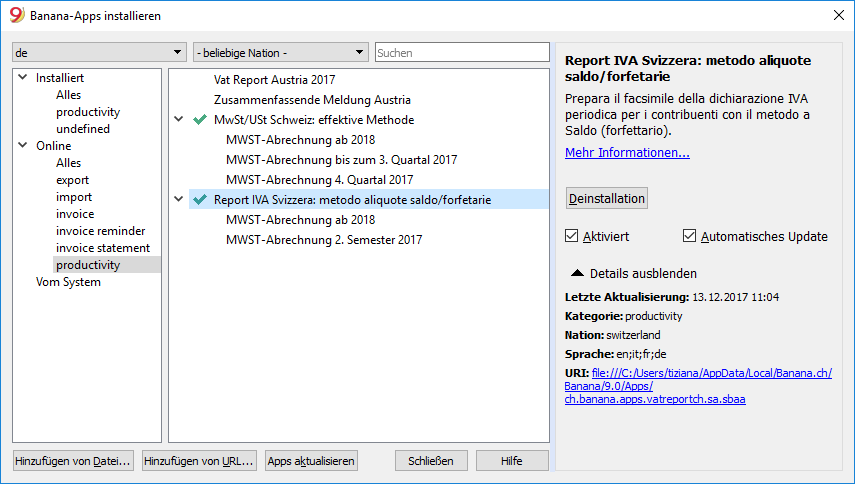 Banana-Apps installieren
de
- beliebige Nation -
Suchen
Installiert
Alles
productivity
undefined
Online
Alles
export
import
invoice
invoice reminder
invoice statement
productivity
Vom System
Vat Report Austria 2017
Zusammenfassende Meldung Austria
MwSt/USt Schweiz: effektive Methode
MWST-Abrechnung ab 2018
MWST-Abrechnung bis zum 3. Quartal 2017
MWST-Abrechnung 4. Quartal 2017
Report IVA Svizzera: metodo aliquote saldo/forfetarie
MWST-Abrechnung ab 2018
MWST-Abrechnung 2. Semester 2017
Report IVA Svizzera: metodo aliquote
saldo/forfetarie
Prepara il facsimile della dichiarazione IVA
periodica per i contribuenti con il metodo a
Saldo (forfettario).
Mehr Informationen...
Deinstallation
Aktiviert
Automatisches Update
Details ausblenden
Letzte Aktualisierung: 13.12.2017 11:04
Kategorie: productivity
Nation: switzerland
Sprache: en;it;fr;de
URI: file:///C:/Users/tiziana/AppData/Local/Banana.ch/
Banana/9.0/Apps/
ch.banana.apps.vatreportch.sa.sbaa
Hinzufügen von Datei...
Hinzufügen von URL...
Apps aktualisieren
Schließen
Hilfe